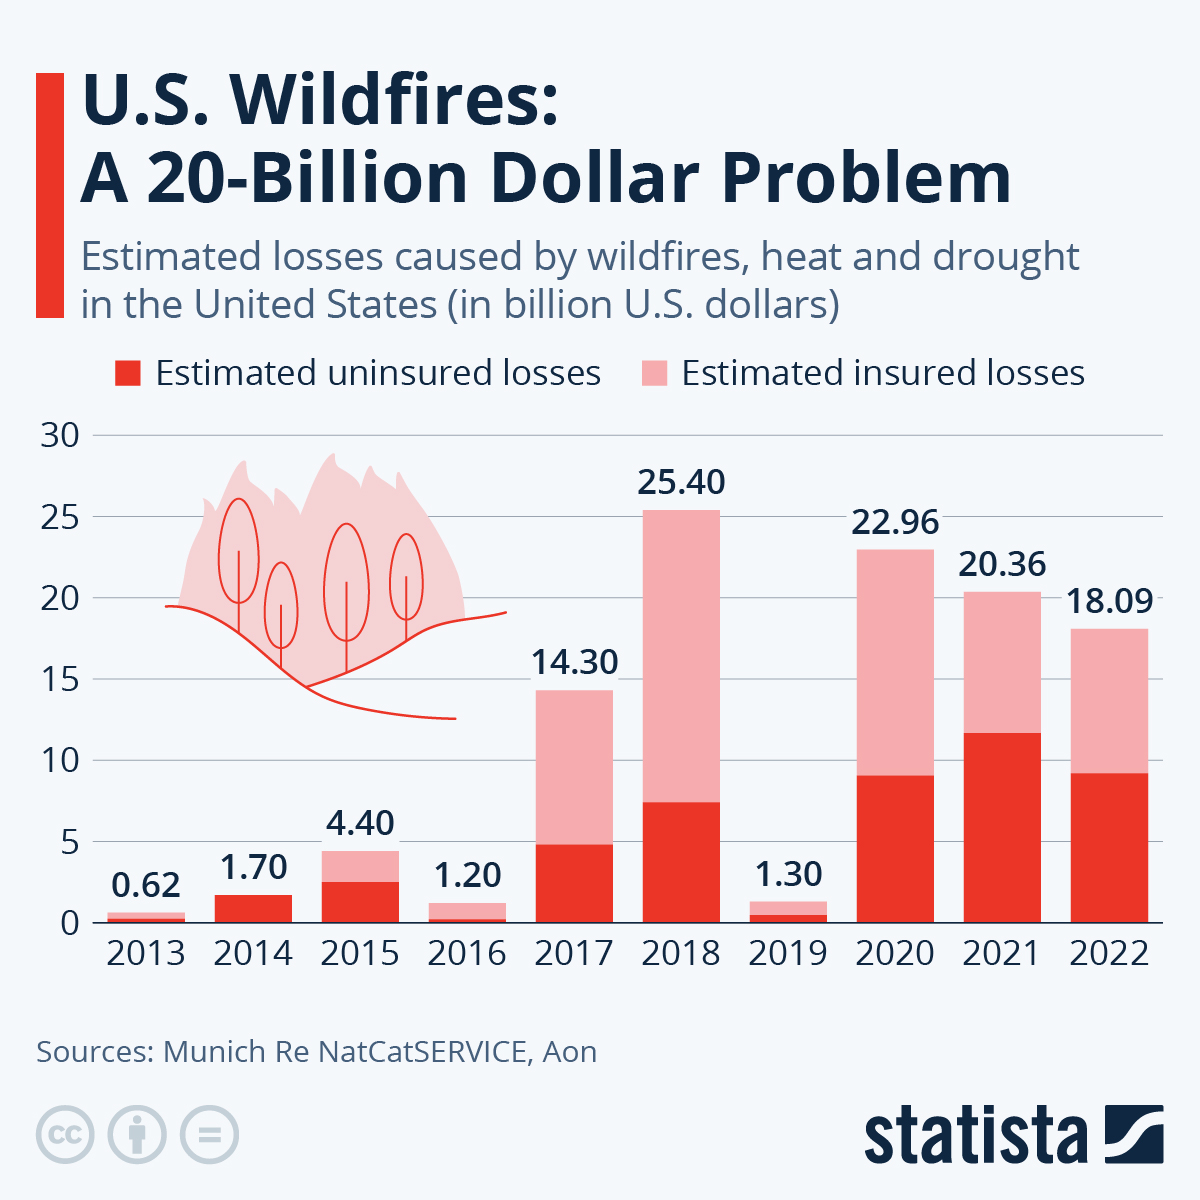 U.S. Wildfires:
A 20-Billion Dollar Problem
Estimated losses caused by wildfires, heat and drought
in the United States (in billion U.S. dollars)
Estimated uninsured losses Estimated insured losses
30
25
20
15
10
5
0
0.62
1.70
4.40
1.20
14.30
25.40
1.30
22.96
20.36
18.09
2013 2014 2015 2016 2017 2018 2019 2020 2021 2022
Sources: Munich Re NatCatSERVICE, Aon
cc
statista